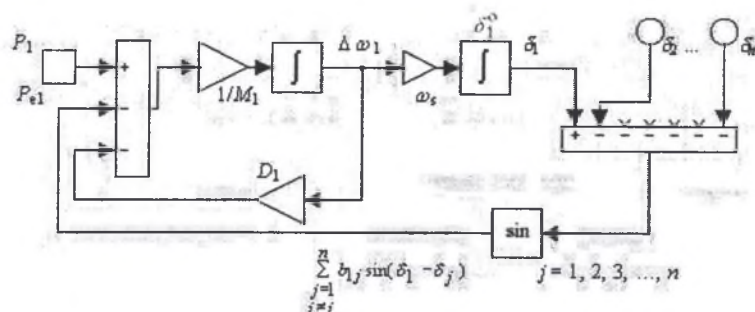 P₁
Pₑ₁
+
−
−
1/M₁
∫
Δω₁
ωₛ
∫
δ₁⁰
δ₁
δ₂ ...
δₙ
+ − − − − − −
D₁
sin
n
∑ b₁ⱼ sin(δ₁ − δⱼ)
j=1
j = 1, 2, 3, ..., n